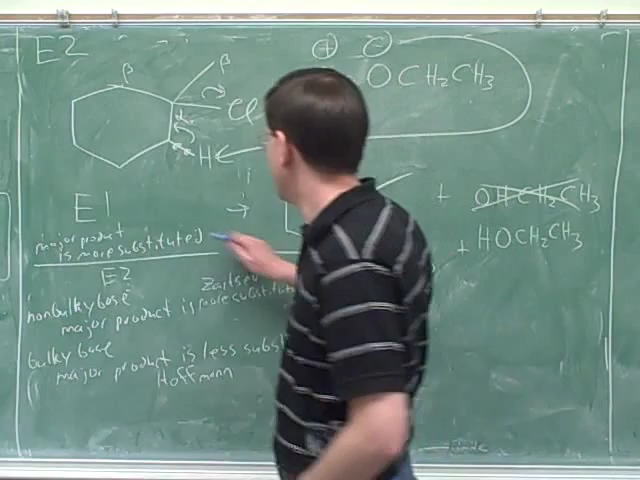 E2
⊕ ⊖
β β
OCH2CH3
Cl
α
H
E1
+ OHCH2CH3
→
major product
is more substituted
+ HOCH2CH3
E2
Zaitsev
nonbulky base
major product is more substitut
bulky base
major product is less subst
Hoffmann